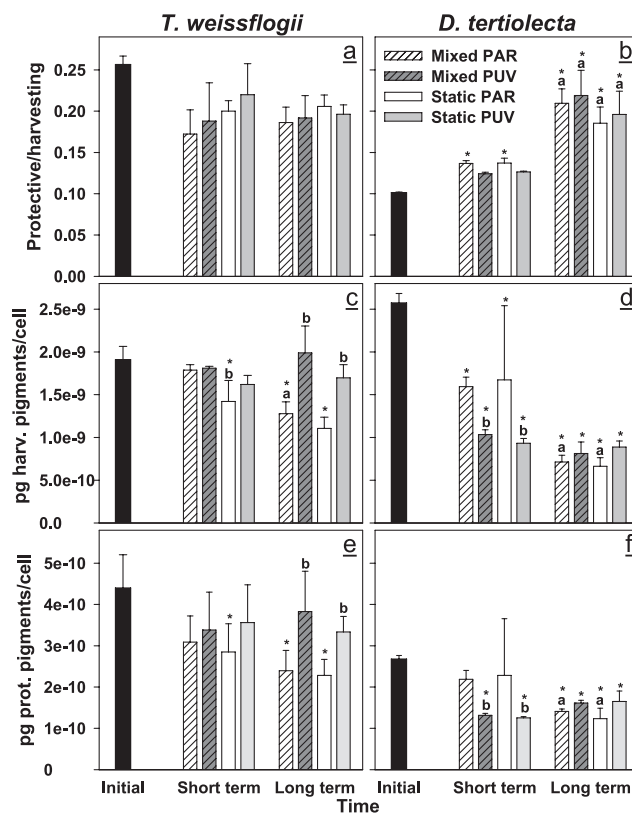 T. weissflogii
D. tertiolecta
Protective/harvesting
0.25
0.20
0.15
0.10
0.05
0.00
a
b
Mixed PAR
Mixed PUV
Static PAR
Static PUV
* *
* a
* a
* a
* a
pg harv. pigments/cell
2.5e-9
2.0e-9
1.5e-9
1.0e-9
5.0e-10
0.0
c
* b
* a
b
*
b
d
*
* b
*
* b
* a
*
* a
*
pg prot. pigments/cell
5e-10
4e-10
3e-10
2e-10
1e-10
0
e
*
*
b
*
b
f
* b
* b
* a
*
* a
*
Initial Short term Long term
Initial Short term Long term
Time